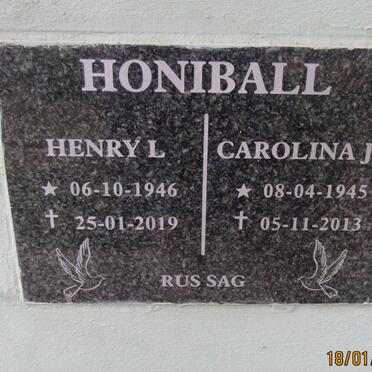 HONIBALL
HENRY L CAROLINA J
★ 06-10-1946 ★ 08-04-1945
✝ 25-01-2019 ✝ 05-11-2013
RUS SAG
18/01/